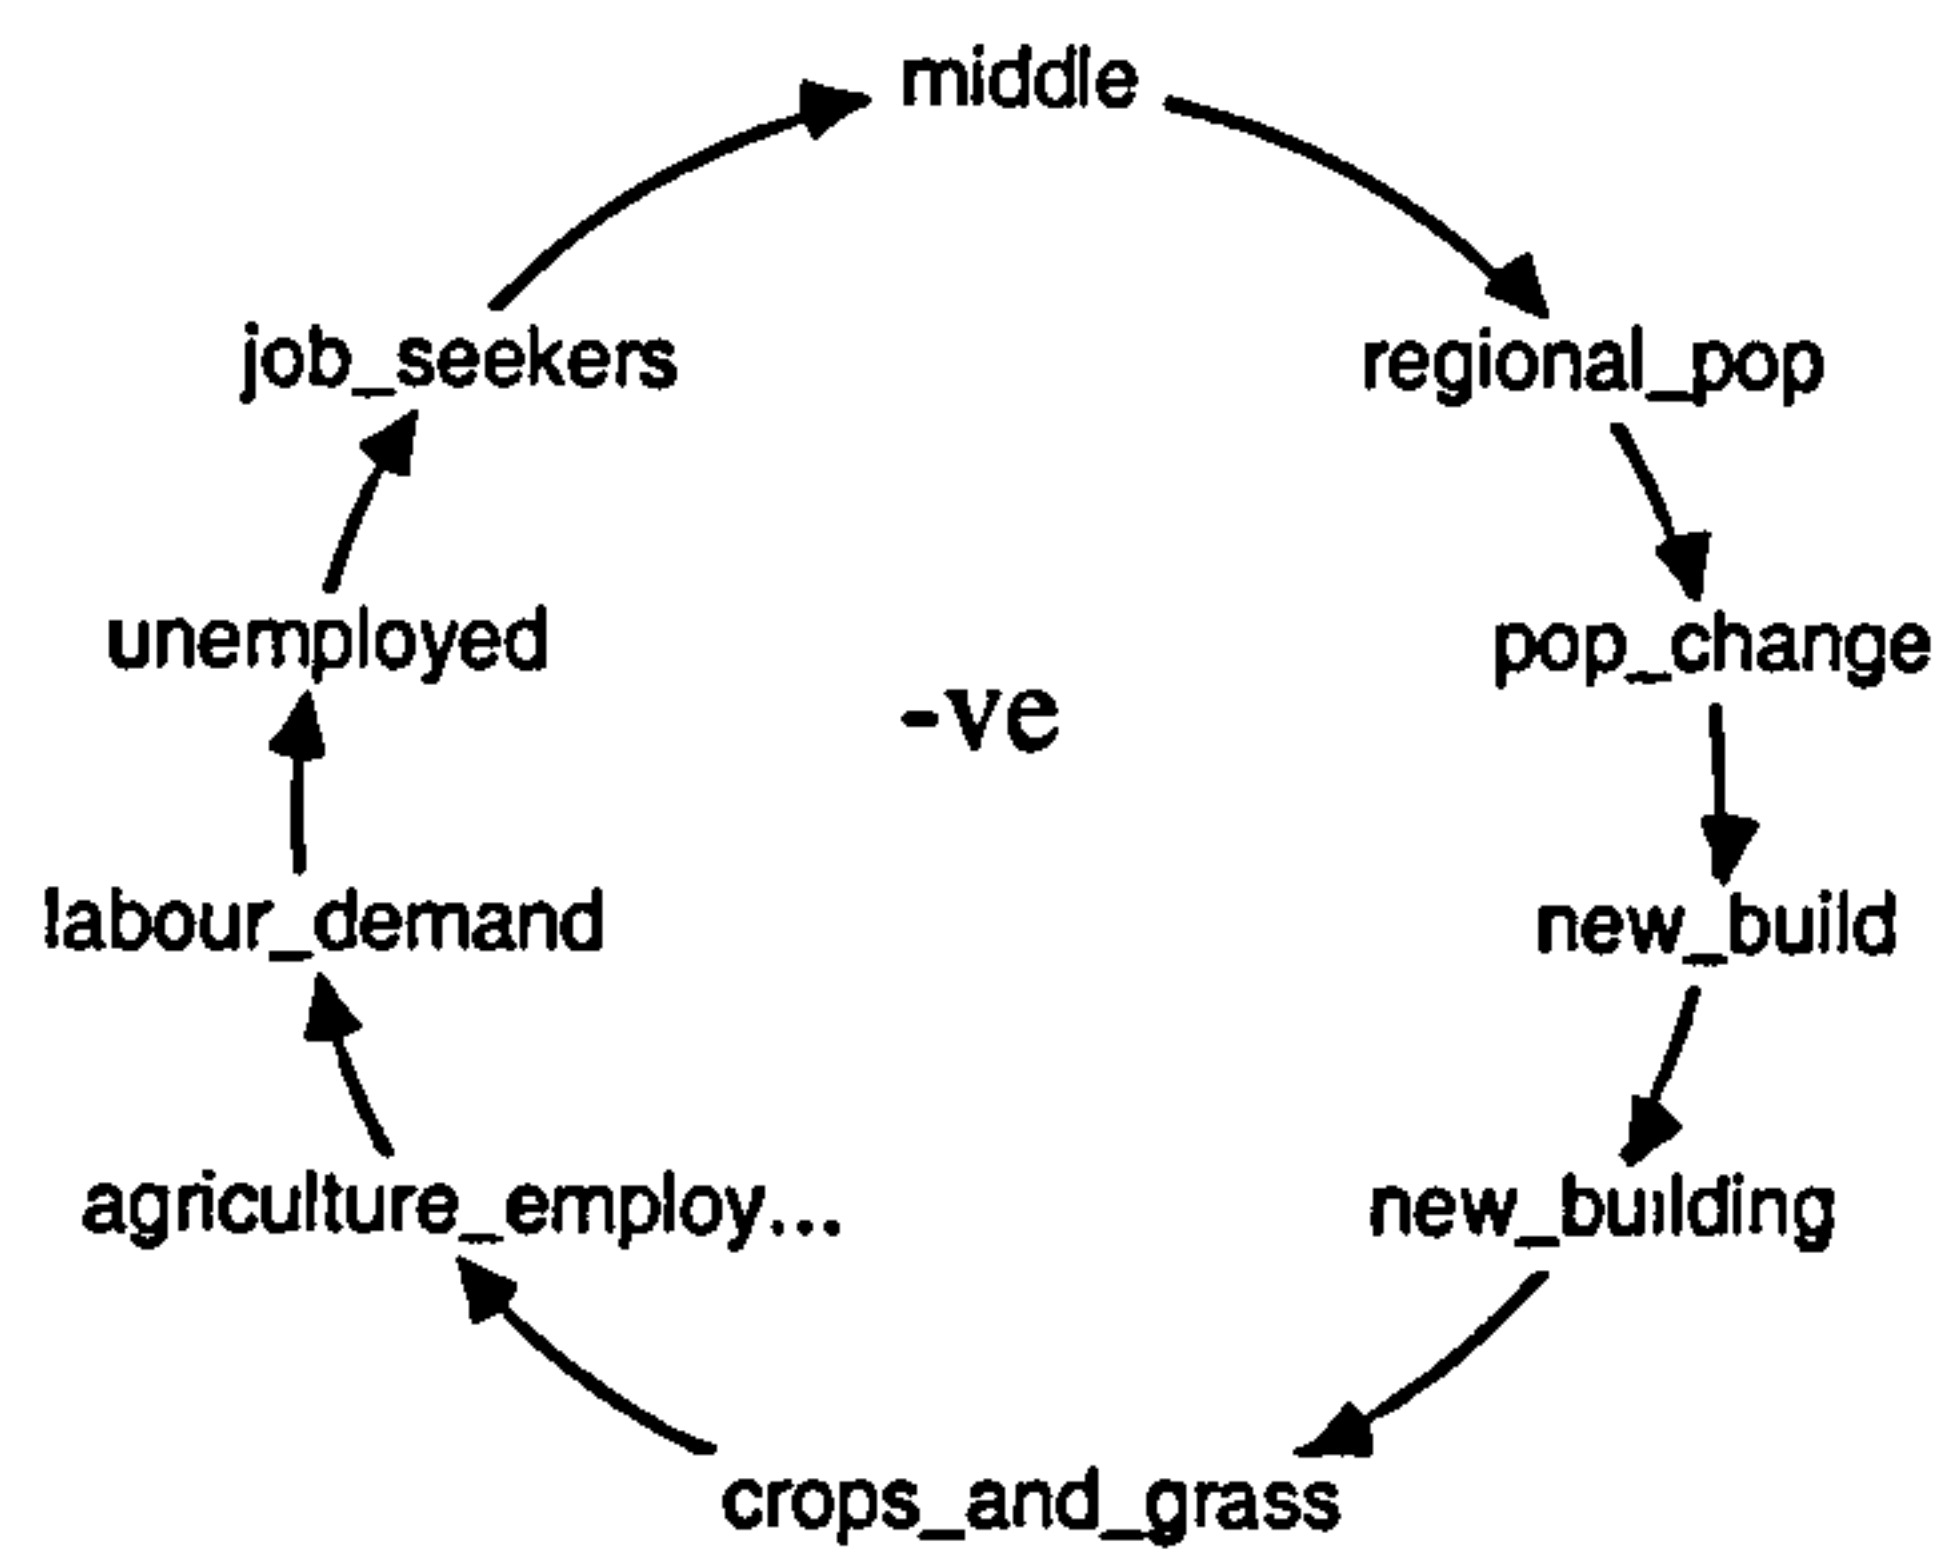 middle
job_seekers
regional_pop
unemployed
pop_change
-ve
labour_demand
new_build
agriculture_employ...
new_building
crops_and_grass